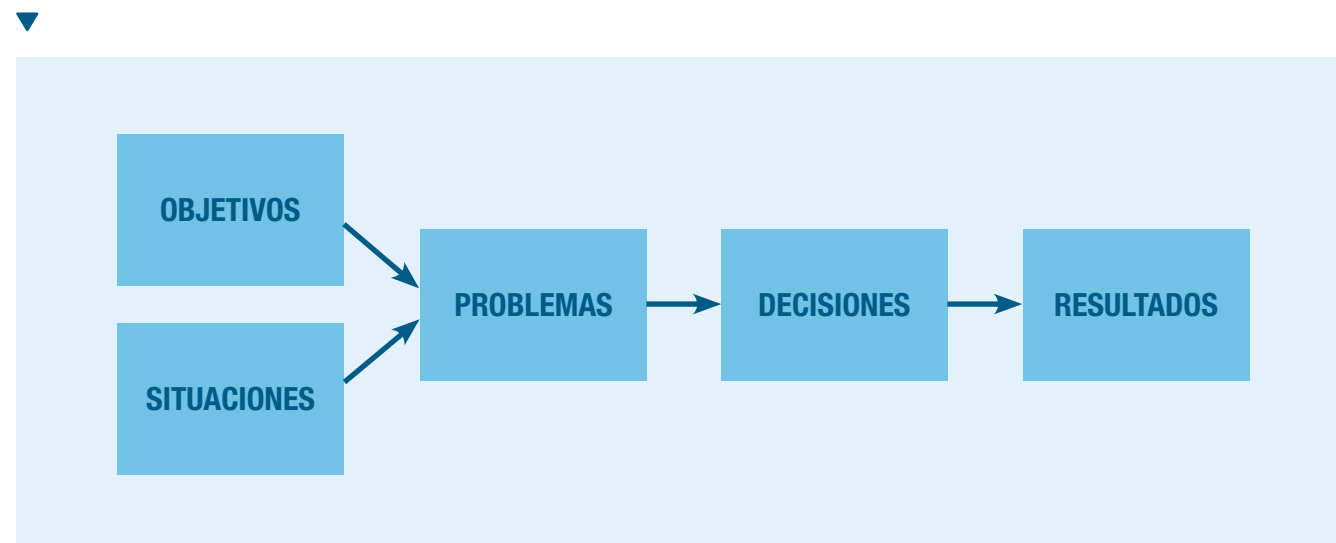 OBJETIVOS
SITUACIONES
PROBLEMAS
DECISIONES
RESULTADOS